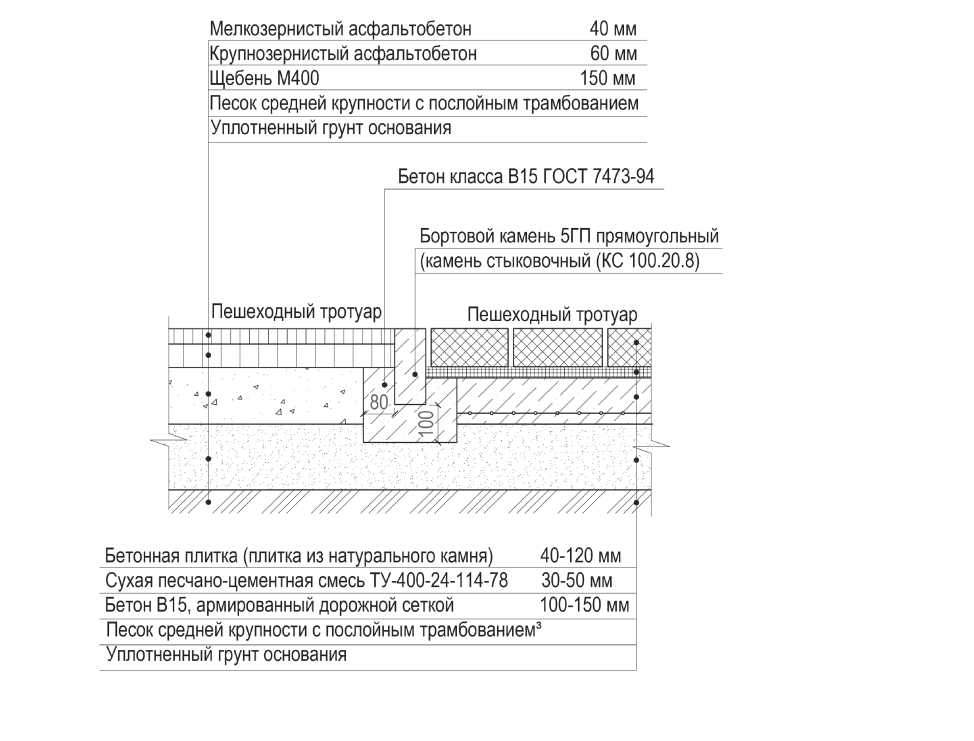 Мелкозернистый асфальтобетон 40 мм
Крупнозернистый асфальтобетон 60 мм
Щебень М400 150 мм
Песок средней крупности с послойным трамбованием
Уплотненный грунт основания
Бетон класса В15 ГОСТ 7473-94
Бортовой камень 5ГП прямоугольный
(камень стыковочный (КС 100.20.8)
Пешеходный тротуар
Пешеходный тротуар
80
100
Бетонная плитка (плитка из натурального камня) 40-120 мм
Сухая песчано-цементная смесь ТУ-400-24-114-78 30-50 мм
Бетон В15, армированный дорожной сеткой 100-150 мм
Песок средней крупности с послойным трамбованием³
Уплотненный грунт основания